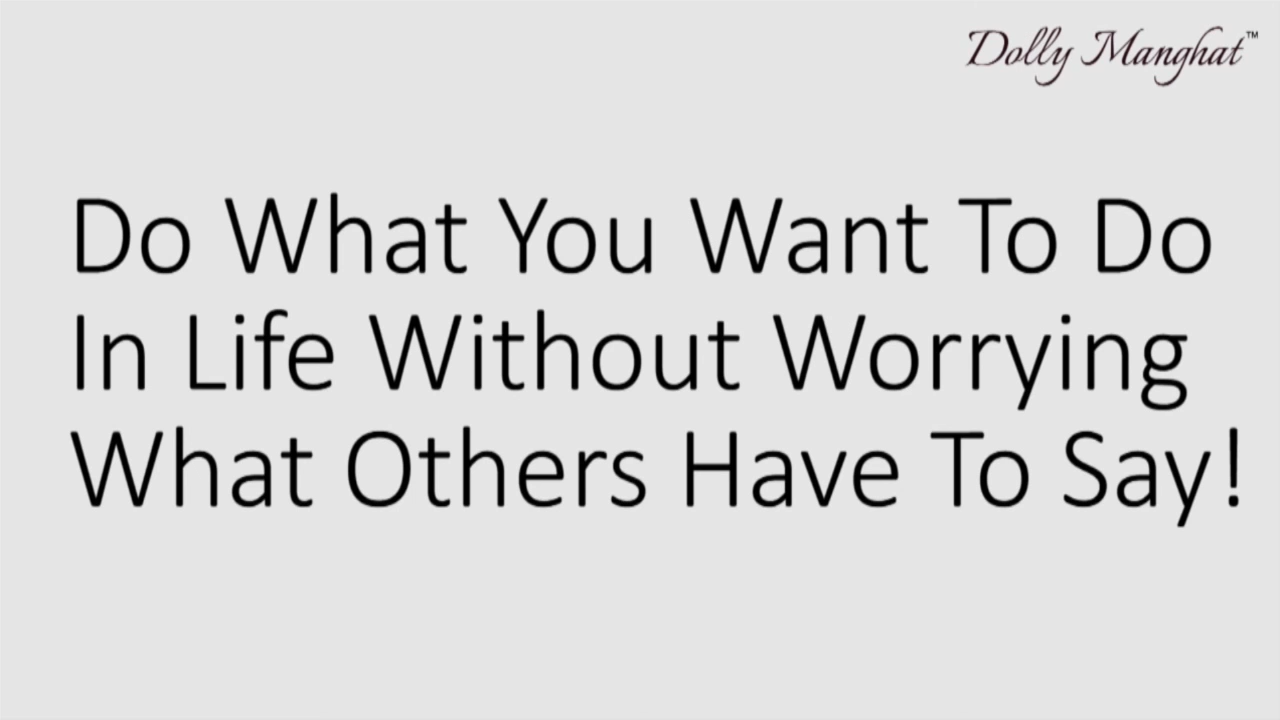 Dolly Manghat™
Do What You Want To Do
In Life Without Worrying
What Others Have To Say!